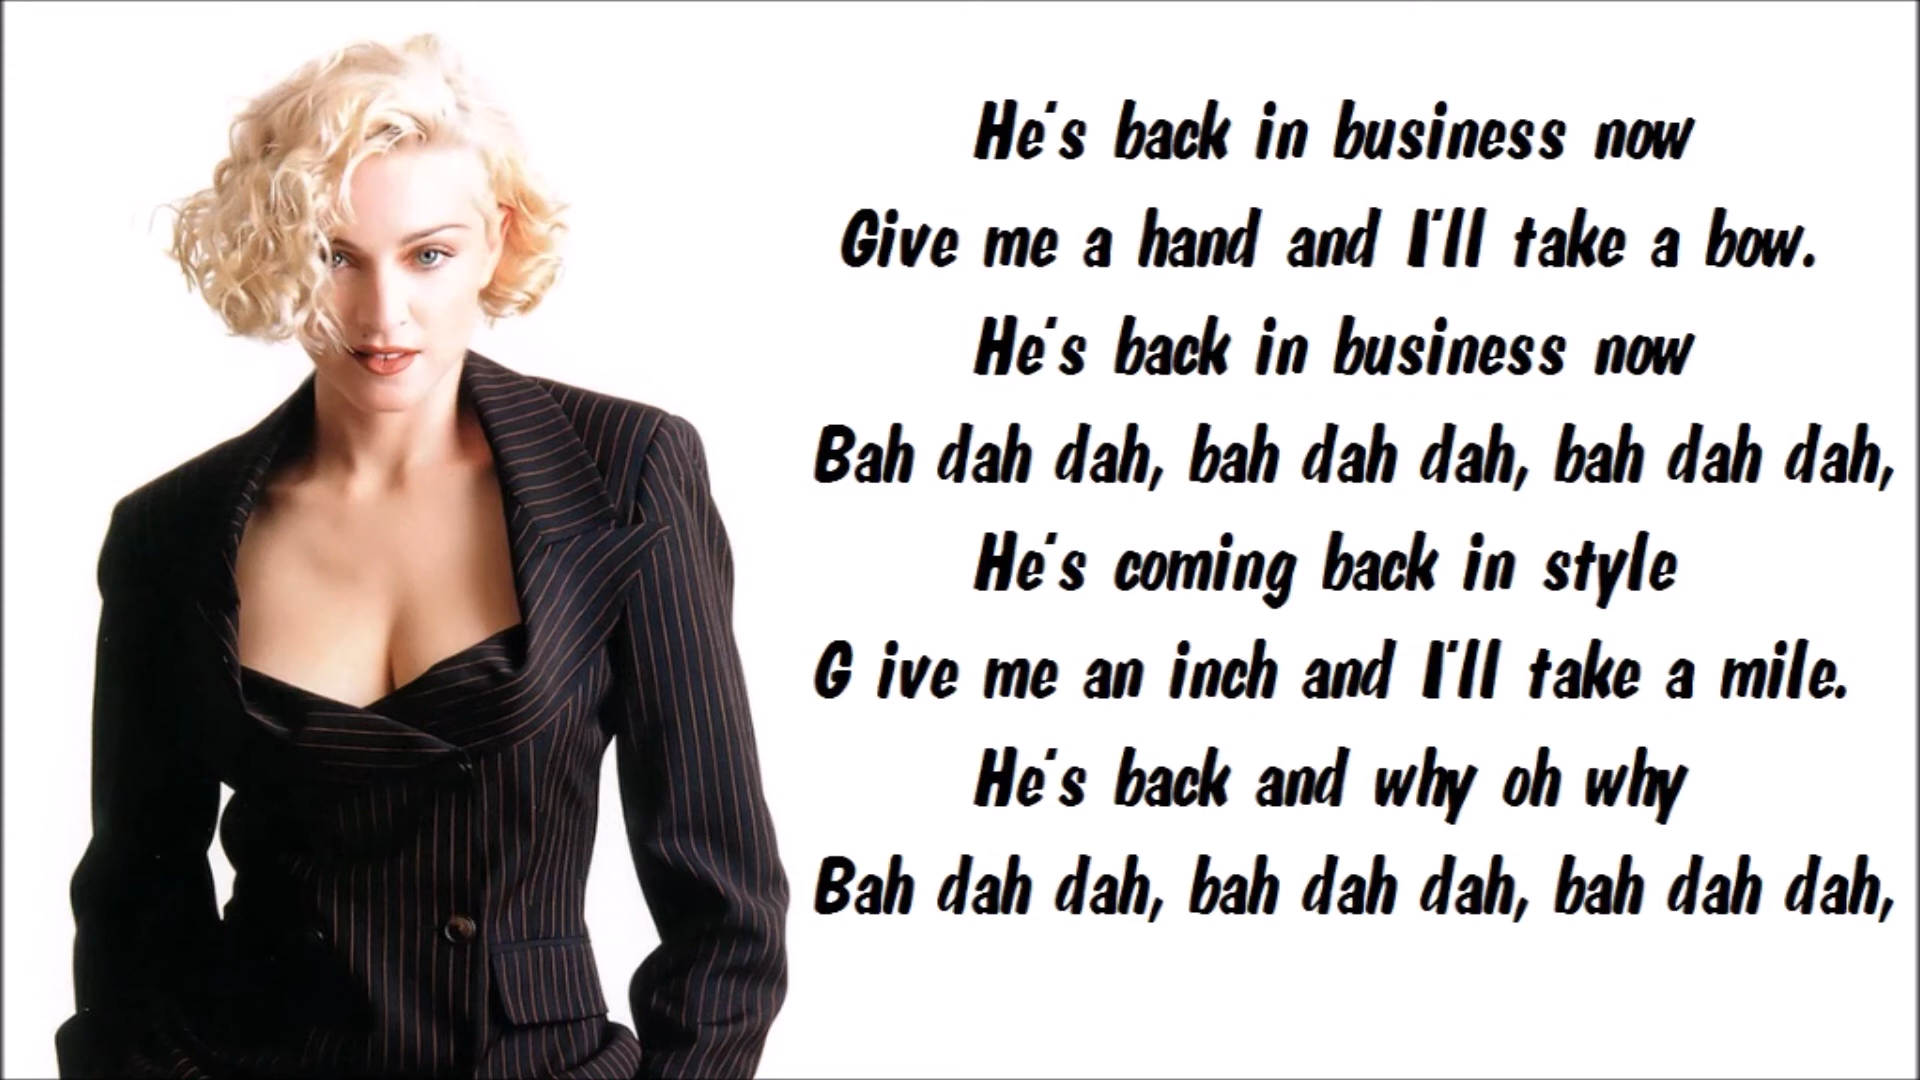 He's back in business now
Give me a hand and I'll take a bow.
He's back in business now
Bah dah dah, bah dah dah, bah dah dah,
He's coming back in style
G ive me an inch and I'll take a mile.
He's back and why oh why
Bah dah dah, bah dah dah, bah dah dah,